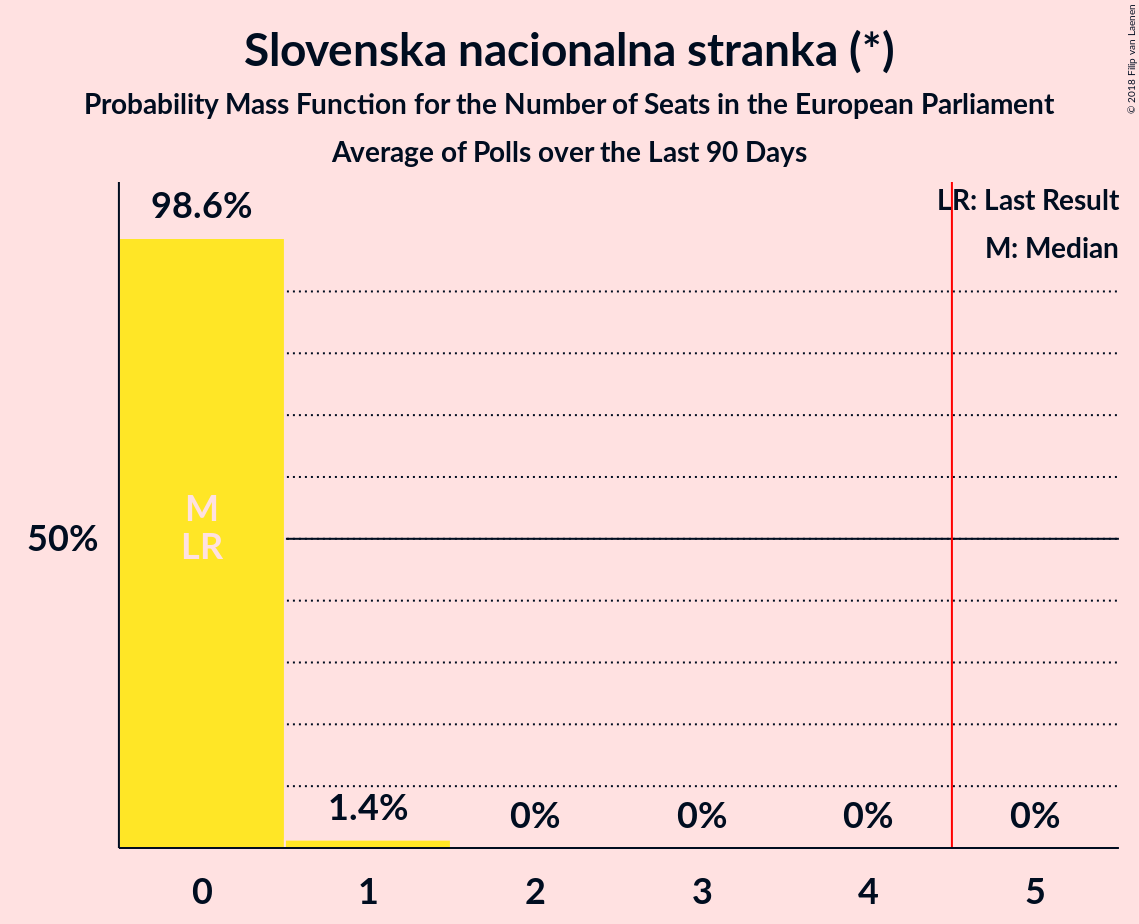 Slovenska nacionalna stranka (*)
Probability Mass Function for the Number of Seats in the European Parliament
Average of Polls over the Last 90 Days
© 2018 Filip van Laenen
LR: Last Result
M: Median
98.6%
M
LR
50%
1.4%
0%
0%
0%
0%
0
1
2
3
4
5